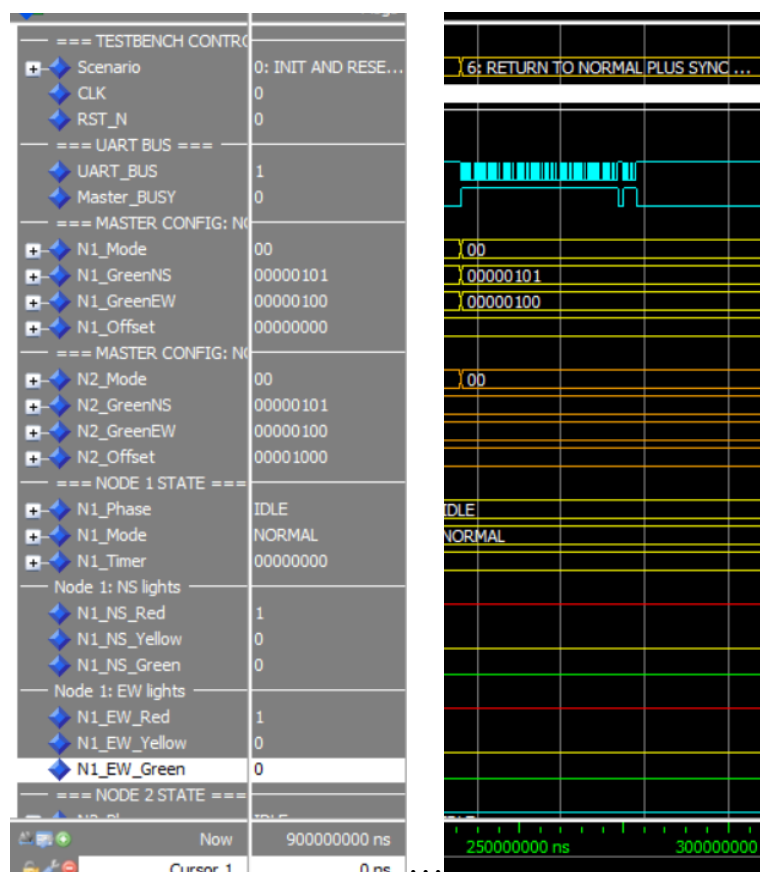 === TESTBENCH CONTRO
Scenario 0: INIT AND RESE... 6: RETURN TO NORMAL PLUS SYNC ...
CLK 0
RST_N 0
=== UART BUS ===
UART_BUS 1
Master_BUSY 0
=== MASTER CONFIG: NO
N1_Mode 00 00
N1_GreenNS 00000101 00000101
N1_GreenEW 00000100 00000100
N1_Offset 00000000
=== MASTER CONFIG: NO
N2_Mode 00 00
N2_GreenNS 00000101
N2_GreenEW 00000100
N2_Offset 00001000
=== NODE 1 STATE ===
N1_Phase IDLE IDLE
N1_Mode NORMAL NORMAL
N1_Timer 00000000
Node 1: NS lights
N1_NS_Red 1
N1_NS_Yellow 0
N1_NS_Green 0
Node 1: EW lights
N1_EW_Red 1
N1_EW_Yellow 0
N1_EW_Green 0
=== NODE 2 STATE ===
Now 900000000 ns 250000000 ns 300000000
Cursor 1 0 ns ...